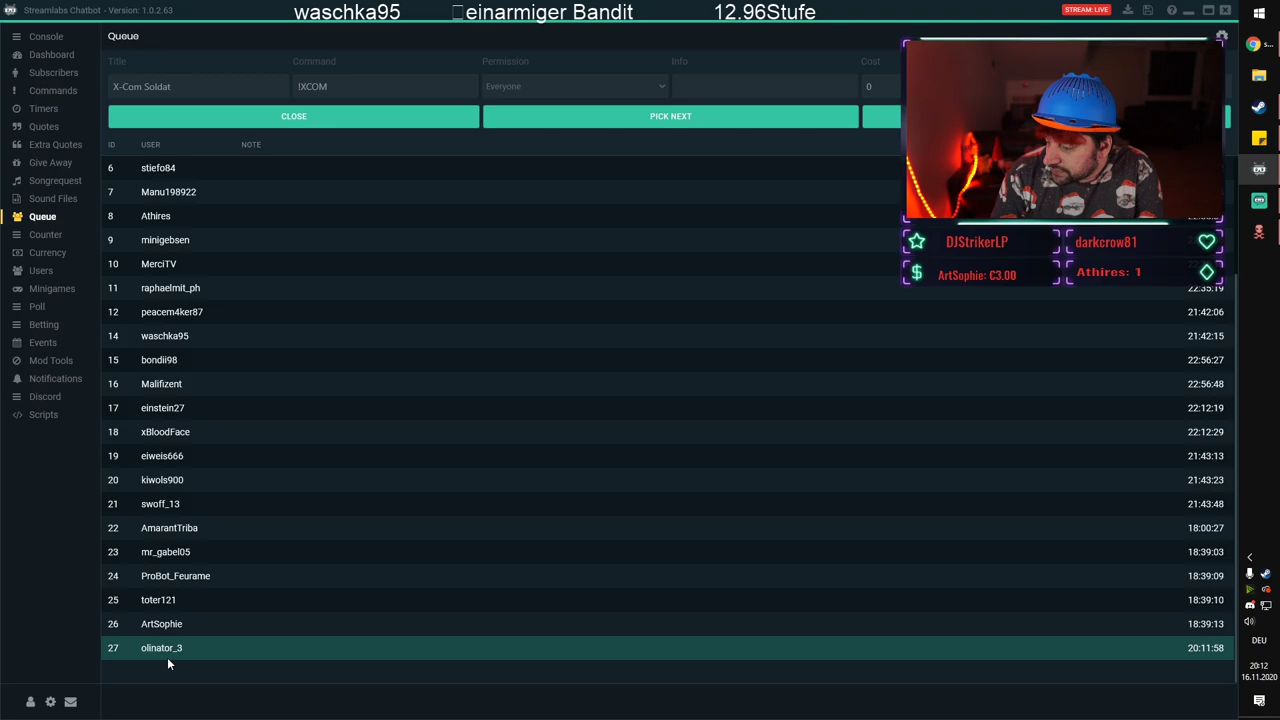 Streamlabs Chatbot - Version: 1.0.2.63
waschka95 einarmiger Bandit 12.96Stufe
STREAM: LIVE
Console
Dashboard
Subscribers
Commands
Timers
Quotes
Extra Quotes
Give Away
Songrequest
Sound Files
Queue
Counter
Currency
Users
Minigames
Poll
Betting
Events
Mod Tools
Notifications
Discord
Scripts
Queue
Title Command Permission Info Cost
X-Com Soldat !XCOM Everyone 0
CLOSE PICK NEXT
ID USER NOTE
6 stiefo84
7 Manu198922
8 Athires
9 minigebsen
10 MerciTV
11 raphaelmit_ph 22:35:19
12 peacem4ker87 21:42:06
14 waschka95 21:42:15
15 bondii98 22:56:27
16 Malifizent 22:56:48
17 einstein27 22:12:19
18 xBloodFace 22:12:29
19 eiweis666 21:43:13
20 kiwols900 21:43:23
21 swoff_13 21:43:48
22 AmarantTriba 18:00:27
23 mr_gabel05 18:39:03
24 ProBot_Feurame 18:39:09
25 toter121 18:39:10
26 ArtSophie 18:39:13
27 olinator_3 20:11:58
DJStrikerLP darkcrow81
$ ArtSophie: €3.00 Athires: 1
S...
DEU
20:12
16.11.2020